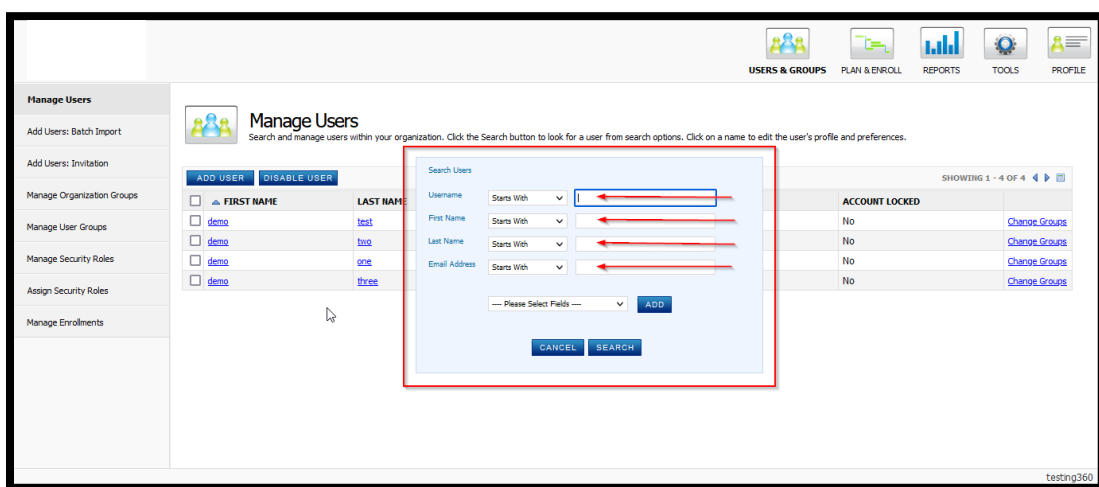 USERS & GROUPS PLAN & ENROLL REPORTS TOOLS PROFILE
Manage Users
Add Users: Batch Import
Add Users: Invitation
Manage Organization Groups
Manage User Groups
Manage Security Roles
Assign Security Roles
Manage Enrollments
Manage Users
Search and manage users within your organization. Click the Search button to look for a user from search options. Click on a name to edit the user's profile and preferences.
ADD USER DISABLE USER SHOWING 1 - 4 OF 4
FIRST NAME LAST NAME ACCOUNT LOCKED
demo test No Change Groups
demo two No Change Groups
demo one No Change Groups
demo three No Change Groups
Search Users
Username Starts With
First Name Starts With
Last Name Starts With
Email Address Starts With
---- Please Select Fields ---- ADD
CANCEL SEARCH
testing360